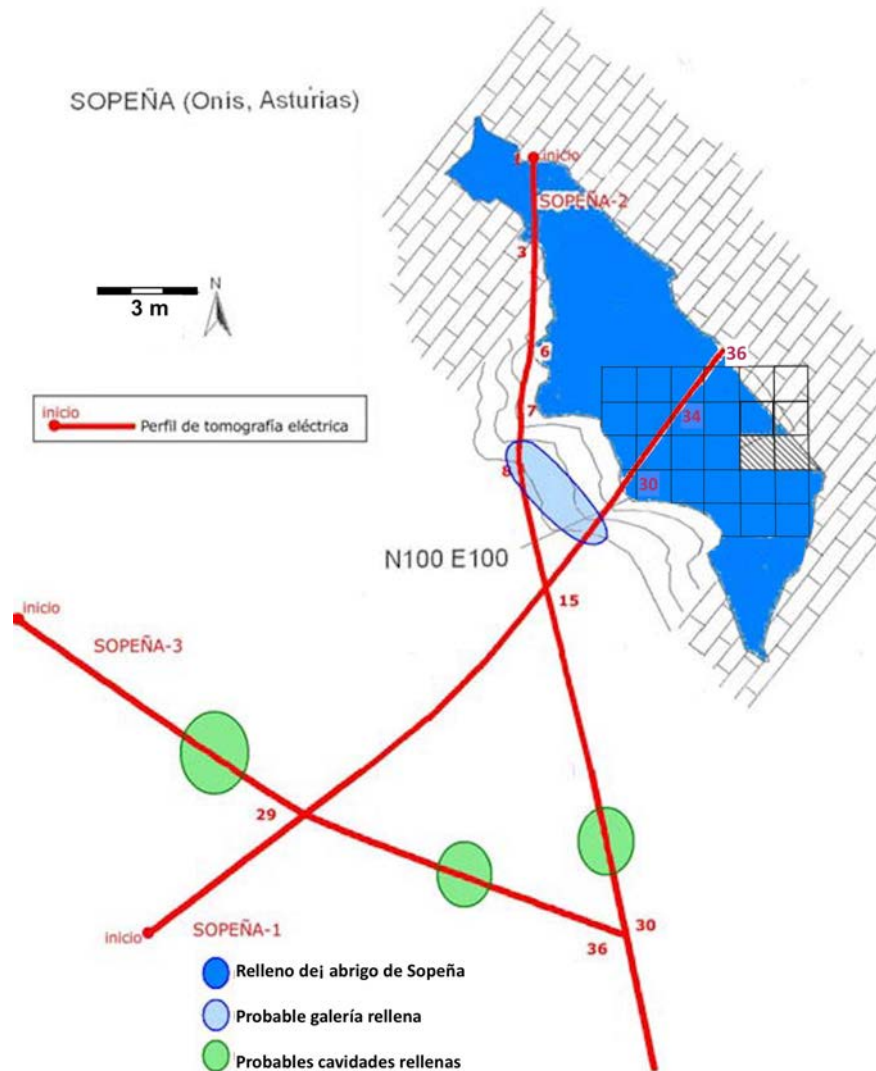 SOPEÑA (Onis, Asturias)
1 inicio
SOPEÑA-2
3
N
3 m
6
36
inicio
Perfil de tomografía eléctrica
7
34
8
30
N100 E100
15
inicio
SOPEÑA-3
29
inicio
SOPEÑA-1
30
36
Relleno dej abrigo de Sopeña
Probable galería rellena
Probables cavidades rellenas